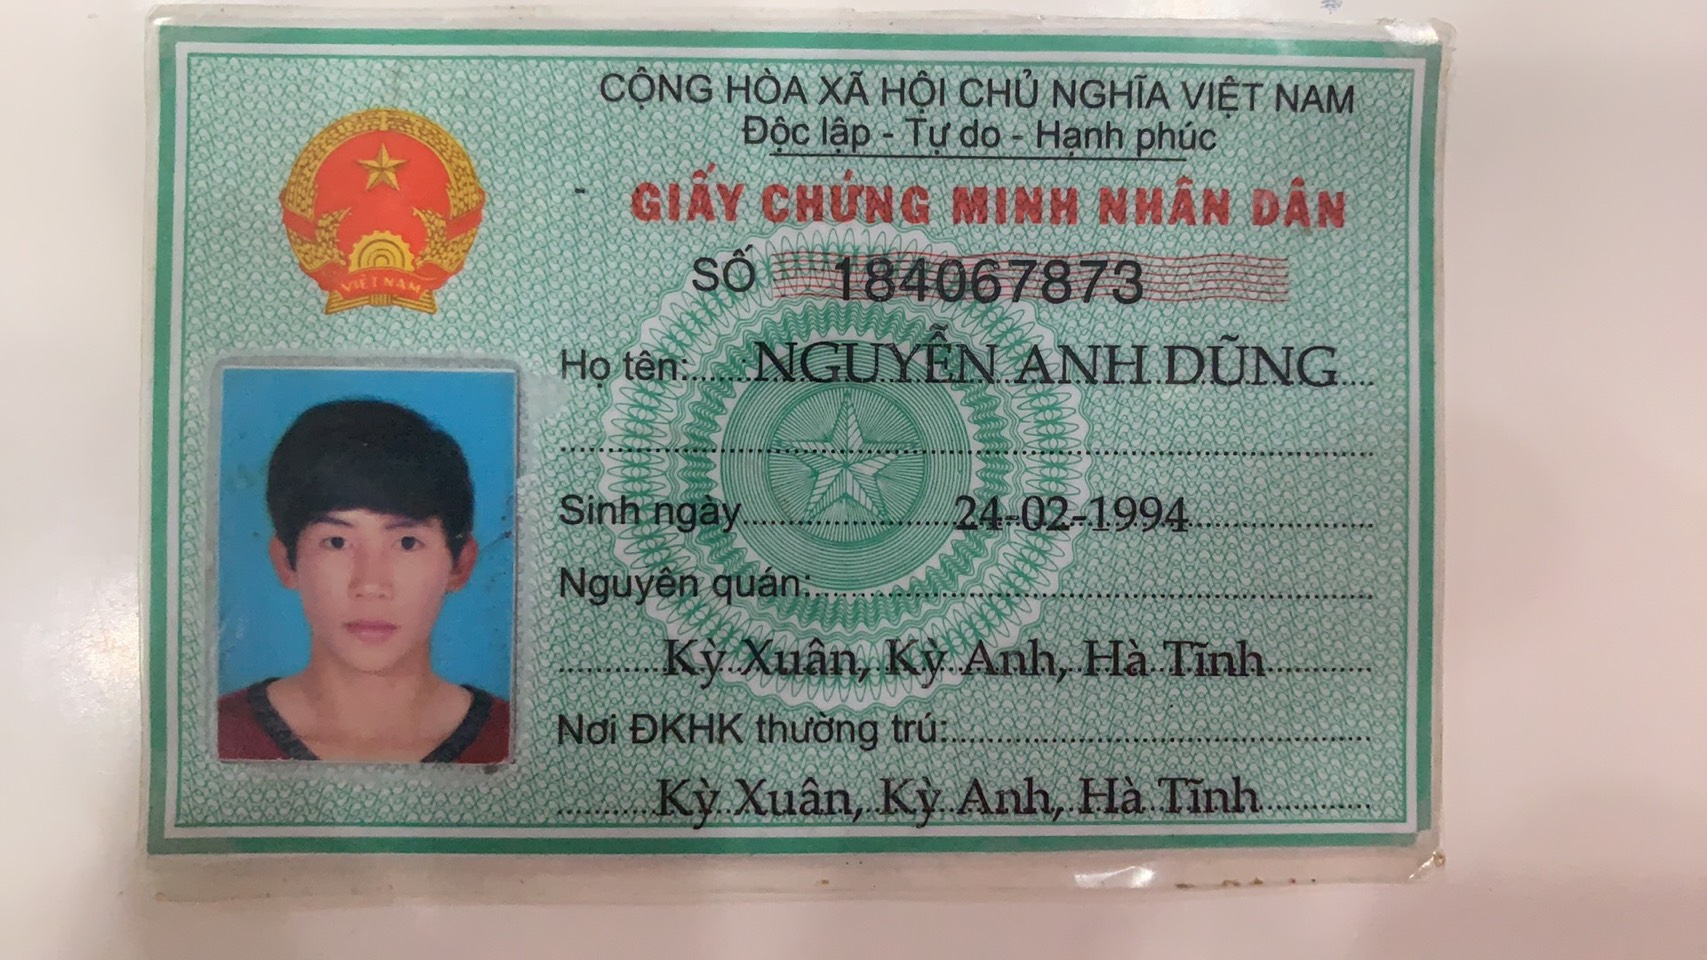 CỘNG HÒA XÃ HỘI CHỦ NGHĨA VIỆT NAM
Độc lập - Tự do - Hạnh phúc
GIẤY CHỨNG MINH NHÂN DÂN
SỐ 184067873
VIỆT NAM
Họ tên: NGUYỄN ANH DŨNG
Sinh ngày 24-02-1994
Nguyên quán:
Kỳ Xuân, Kỳ Anh, Hà Tĩnh
Nơi ĐKHK thường trú:
Kỳ Xuân, Kỳ Anh, Hà Tĩnh